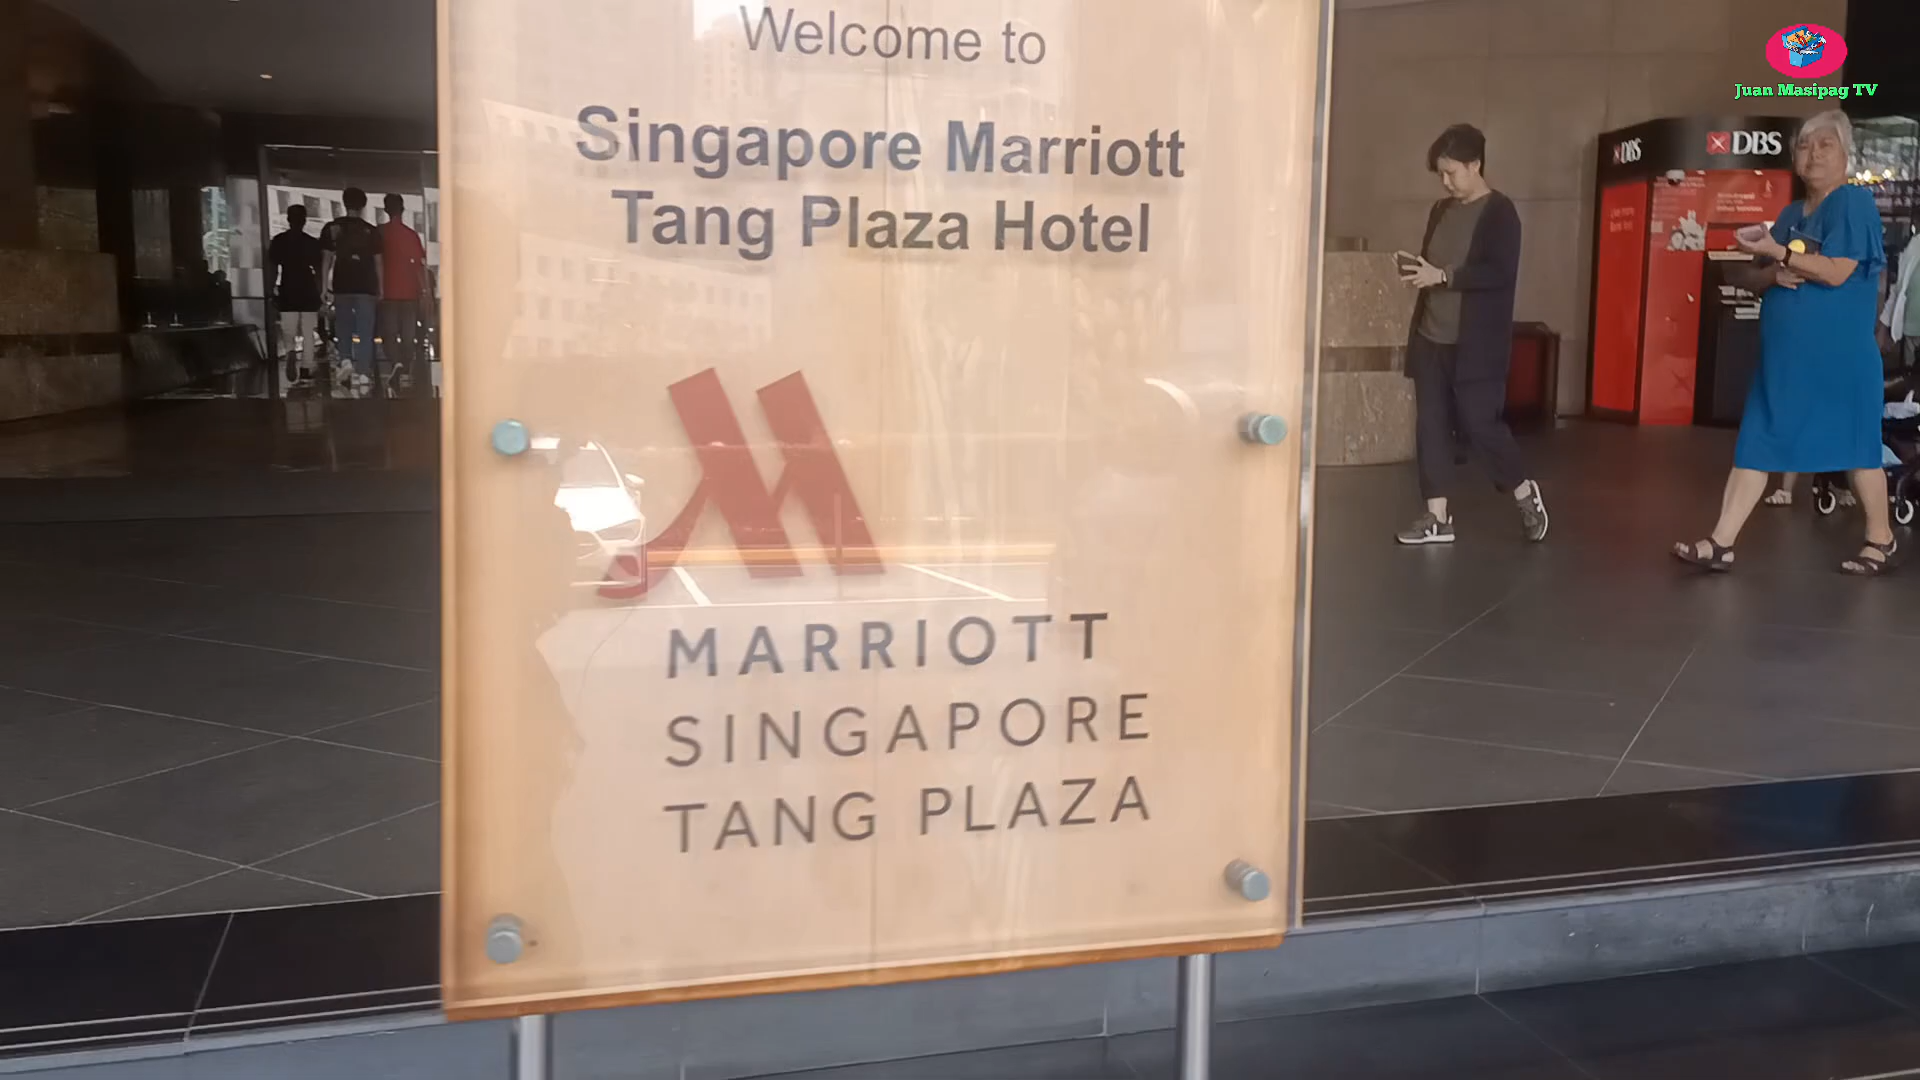 Welcome to
Singapore Marriott
Tang Plaza Hotel
MARRIOTT
SINGAPORE
TANG PLAZA
Juan Masipag TV
DBS
DBS